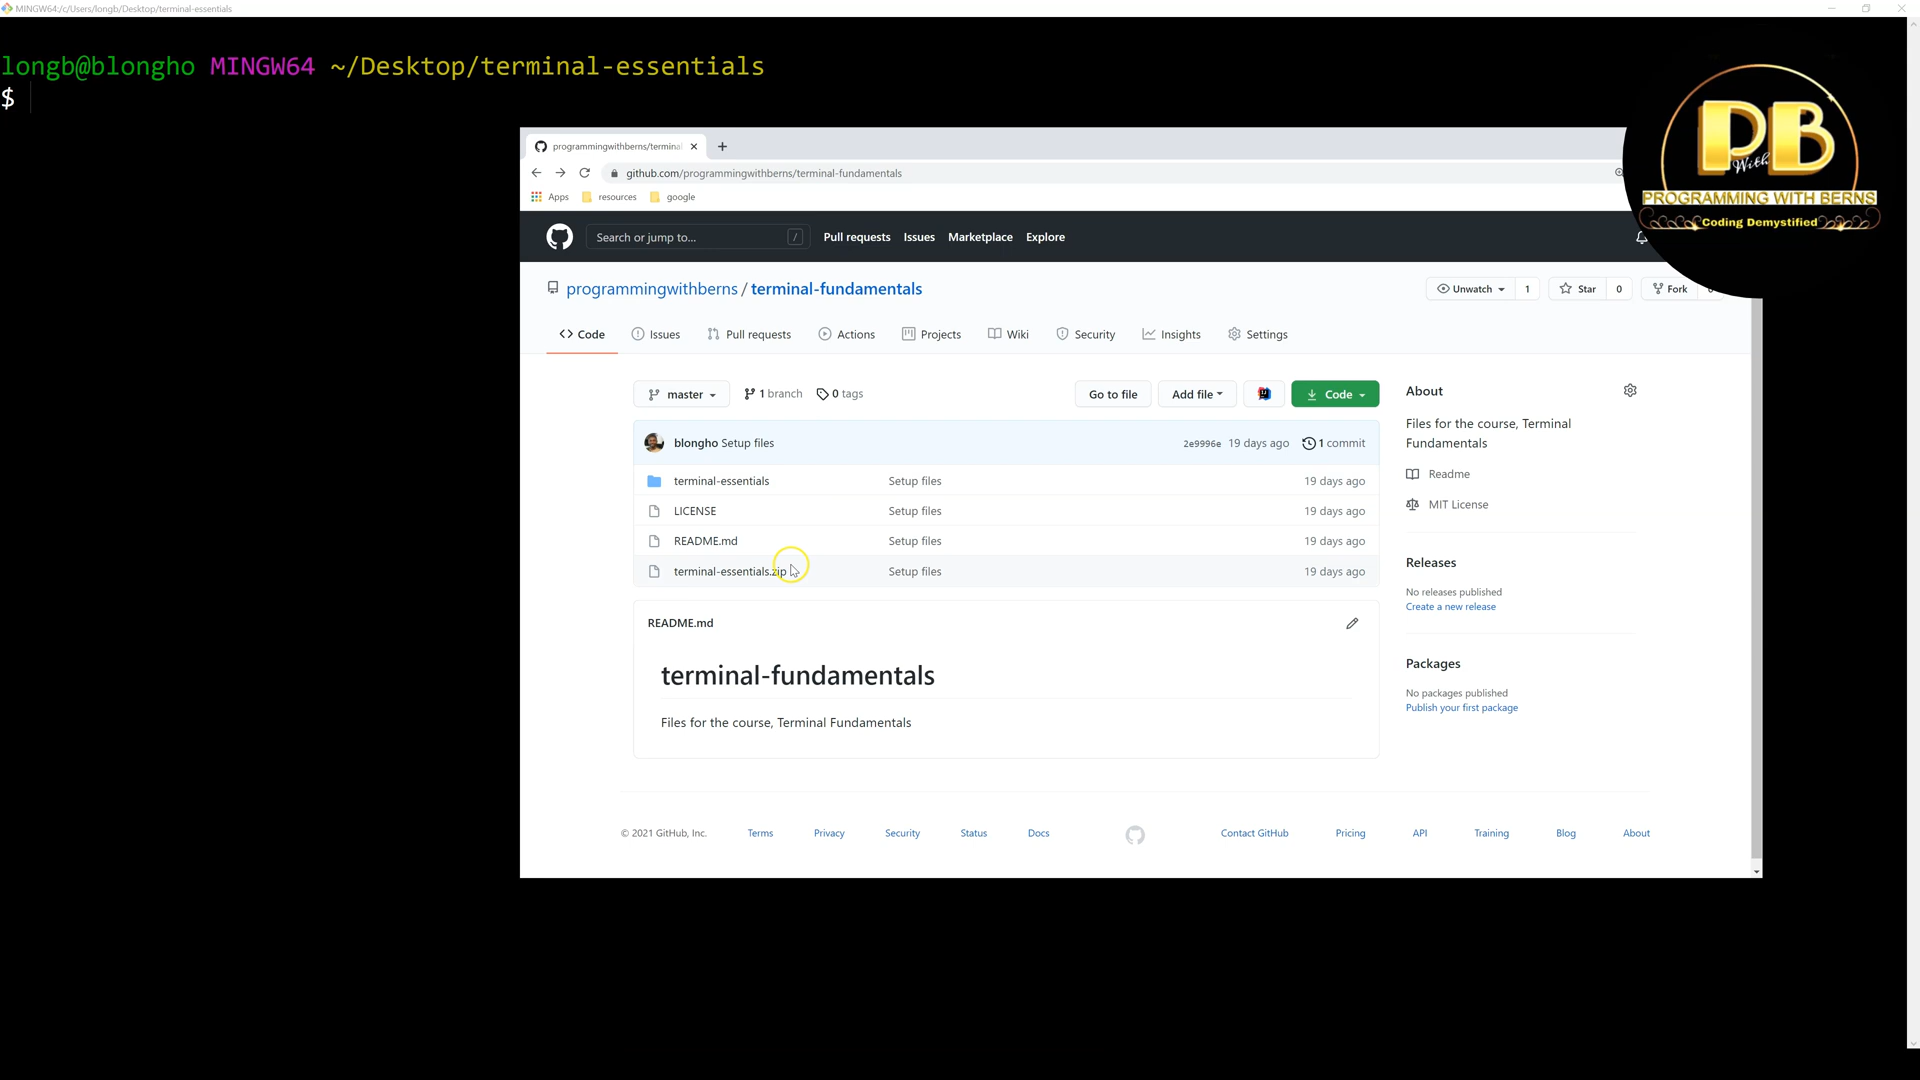 MINGW64:/c/Users/longb/Desktop/terminal-essentials
longb@blongho MINGW64 ~/Desktop/terminal-essentials
$
programmingwithberns/terminal
github.com/programmingwithberns/terminal-fundamentals
Apps resources google
Search or jump to... / Pull requests Issues Marketplace Explore
PB
With
PROGRAMMING WITH BERNS
Coding Demystified
programmingwithberns / terminal-fundamentals
Unwatch 1 Star 0 Fork
<> Code Issues Pull requests Actions Projects Wiki Security Insights Settings
master 1 branch 0 tags Go to file Add file Code
blongho Setup files 2e9996e 19 days ago 1 commit
terminal-essentials Setup files 19 days ago
LICENSE Setup files 19 days ago
README.md Setup files 19 days ago
terminal-essentials.zip Setup files 19 days ago
README.md
terminal-fundamentals
Files for the course, Terminal Fundamentals
About
Files for the course, Terminal
Fundamentals
Readme
MIT License
Releases
No releases published
Create a new release
Packages
No packages published
Publish your first package
© 2021 GitHub, Inc. Terms Privacy Security Status Docs Contact GitHub Pricing API Training Blog About